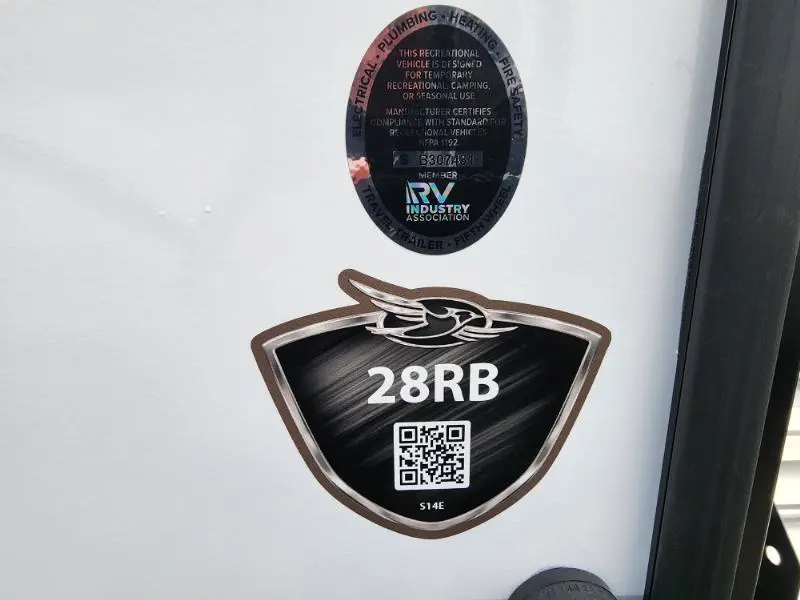 ELECTRICAL • PLUMBING • HEATING • FIRE SAFETY
THIS RECREATIONAL
VEHICLE IS DESIGNED
FOR TEMPORARY
RECREATIONAL, CAMPING,
OR SEASONAL USE
MANUFACTURER CERTIFIES
COMPLIANCE WITH STANDARD FOR
RECREATIONAL VEHICLES
NFPA 1192
MEMBER
RV
INDUSTRY
ASSOCIATION
TRAVEL TRAILER • FIFTH WHEEL
28RB
S14E